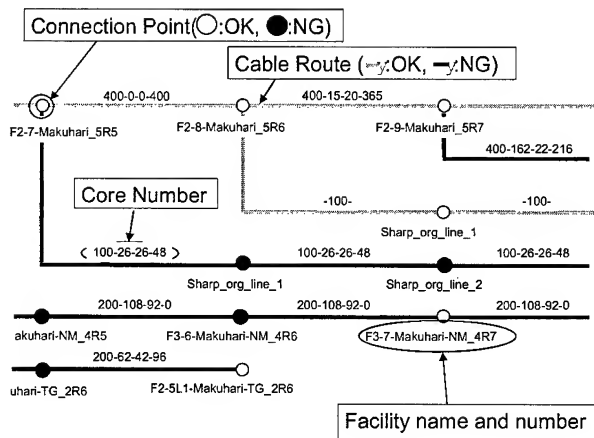 Connection Point(○:OK, ●:NG)
Cable Route (:OK, :NG)
400-0-0-400
400-15-20-365
F2-7-Makuhari_5R5
F2-8-Makuhari_5R6
F2-9-Makuhari_5R7
400-162-22-216
Core Number
-100-
-100-
Sharp_org_line_1
( 100-26-26-48 )
100-26-26-48
100-26-26-48
Sharp_org_line_1
Sharp_org_line_2
200-108-92-0
200-108-92-0
200-108-92-0
akuhari-NM_4R5
F3-6-Makuhari-NM_4R6
F3-7-Makuhari-NM_4R7
200-62-42-96
uhari-TG_2R6
F2-5L1-Makuhari-TG_2R6
Facility name and number